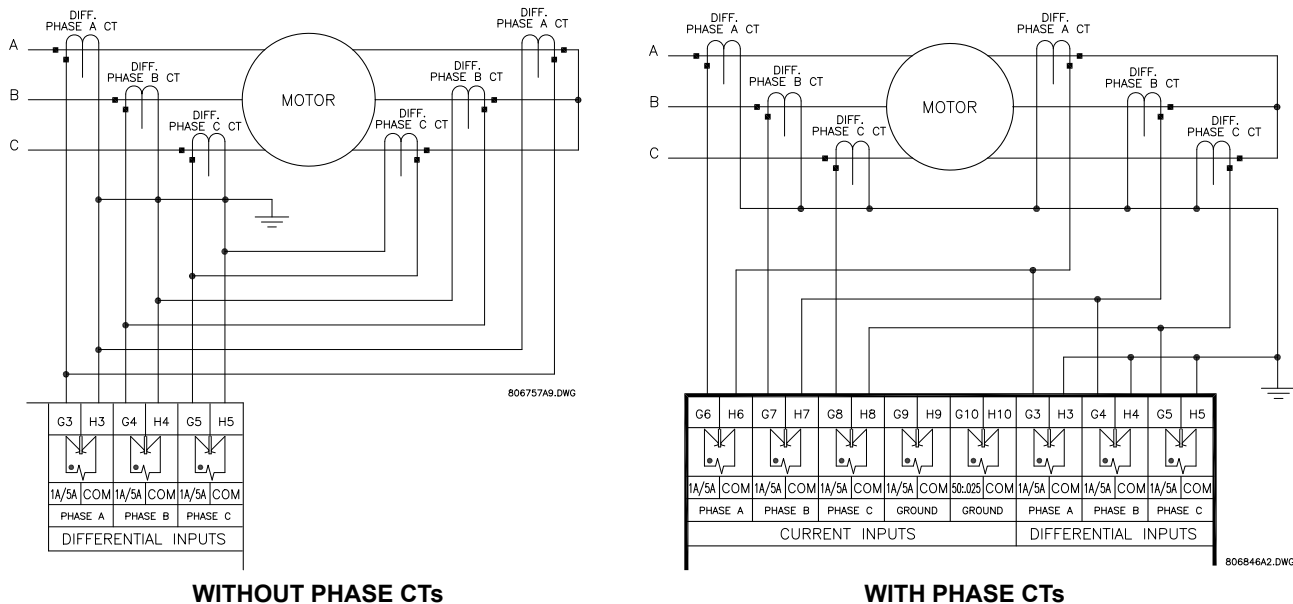 DIFF.
PHASE A CT
DIFF.
PHASE A CT
A
DIFF.
PHASE B CT
DIFF.
PHASE B CT
B
MOTOR
DIFF.
PHASE C CT
DIFF.
PHASE C CT
C
806757A9.DWG
G3 H3 G4 H4 G5 H5
1A/5A COM 1A/5A COM 1A/5A COM
PHASE A PHASE B PHASE C
DIFFERENTIAL INPUTS
WITHOUT PHASE CTs
DIFF.
PHASE A CT
DIFF.
PHASE A CT
A
DIFF.
PHASE B CT
DIFF.
PHASE B CT
B
MOTOR
DIFF.
PHASE C CT
DIFF.
PHASE C CT
C
G6 H6 G7 H7 G8 H8 G9 H9 G10 H10 G3 H3 G4 H4 G5 H5
1A/5A COM 1A/5A COM 1A/5A COM 1A/5A COM 50:.025 COM 1A/5A COM 1A/5A COM 1A/5A COM
PHASE A PHASE B PHASE C GROUND GROUND PHASE A PHASE B PHASE C
CURRENT INPUTS DIFFERENTIAL INPUTS
806846A2.DWG
WITH PHASE CTs